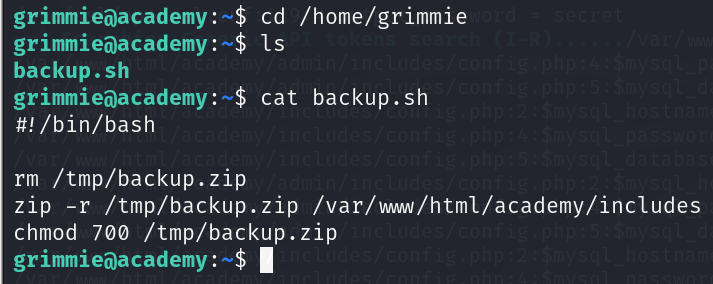 grimmie@academy:~$ cd /home/grimmie
grimmie@academy:~$ ls
backup.sh
grimmie@academy:~$ cat backup.sh
#!/bin/bash

rm /tmp/backup.zip
zip -r /tmp/backup.zip /var/www/html/academy/includes
chmod 700 /tmp/backup.zip
grimmie@academy:~$